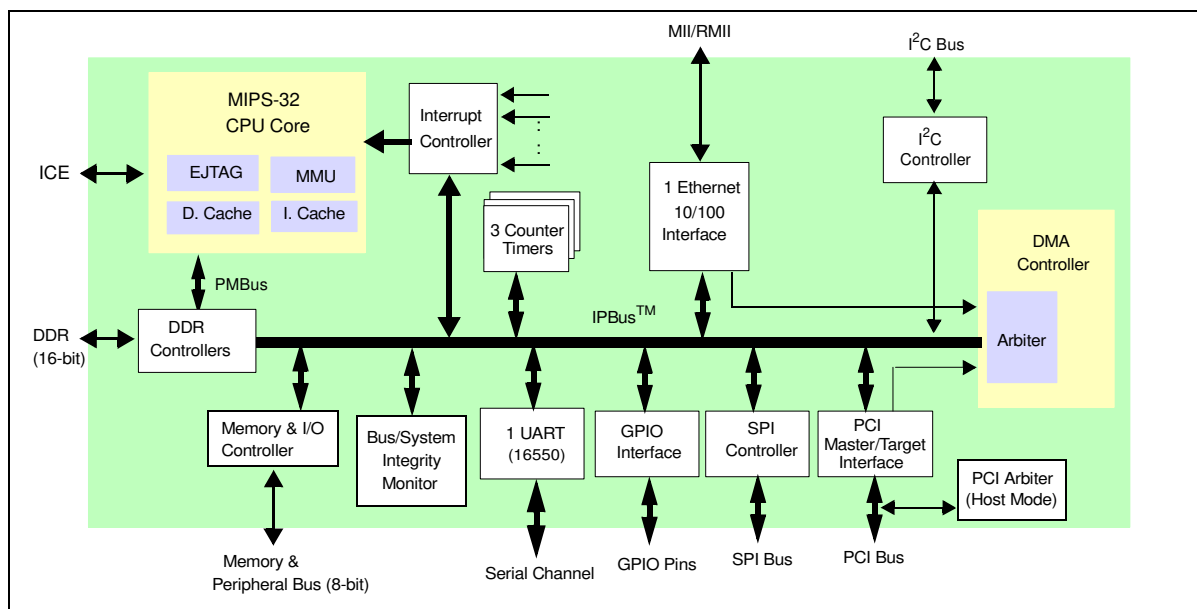 MII/RMII
I²C Bus
MIPS-32
CPU Core
EJTAG
MMU
D. Cache
I. Cache
ICE
Interrupt
Controller
3 Counter
Timers
1 Ethernet
10/100
Interface
I²C
Controller
DMA
Controller
Arbiter
PMBus
IPBus™
DDR
(16-bit)
DDR
Controllers
Memory & I/O
Controller
Bus/System
Integrity
Monitor
1 UART
(16550)
GPIO
Interface
SPI
Controller
PCI
Master/Target
Interface
PCI Arbiter
(Host Mode)
Memory &
Peripheral Bus (8-bit)
Serial Channel
GPIO Pins
SPI Bus
PCI Bus